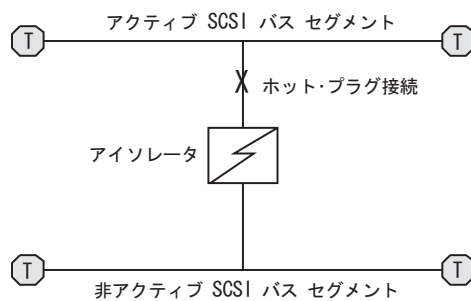 アクティブ SCSI バス セグメント
T
T
X ホット・プラグ接続
アイソレータ
T
T
非アクティブ SCSI バス セグメント